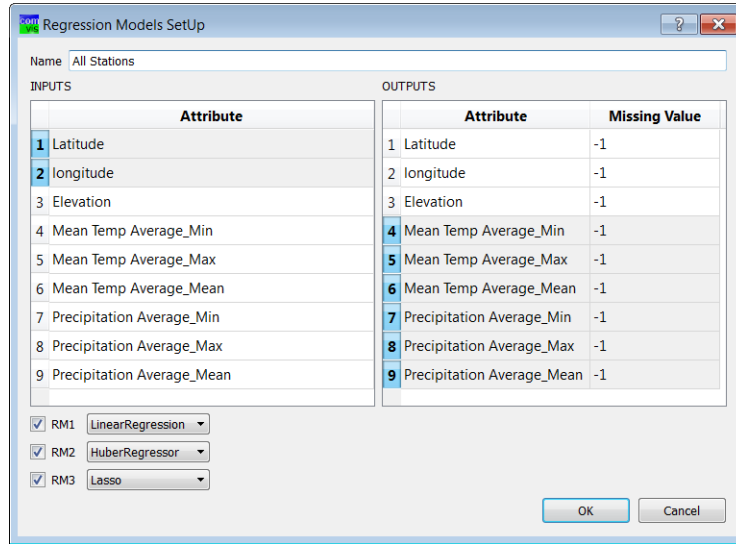 com vis Regression Models SetUp ?
Name All Stations
INPUTS
Attribute
1 Latitude
2 longitude
3 Elevation
4 Mean Temp Average_Min
5 Mean Temp Average_Max
6 Mean Temp Average_Mean
7 Precipitation Average_Min
8 Precipitation Average_Max
9 Precipitation Average_Mean
OUTPUTS
Attribute Missing Value
1 Latitude -1
2 longitude -1
3 Elevation -1
4 Mean Temp Average_Min -1
5 Mean Temp Average_Max -1
6 Mean Temp Average_Mean -1
7 Precipitation Average_Min -1
8 Precipitation Average_Max -1
9 Precipitation Average_Mean -1
RM1 LinearRegression
RM2 HuberRegressor
RM3 Lasso
OK Cancel